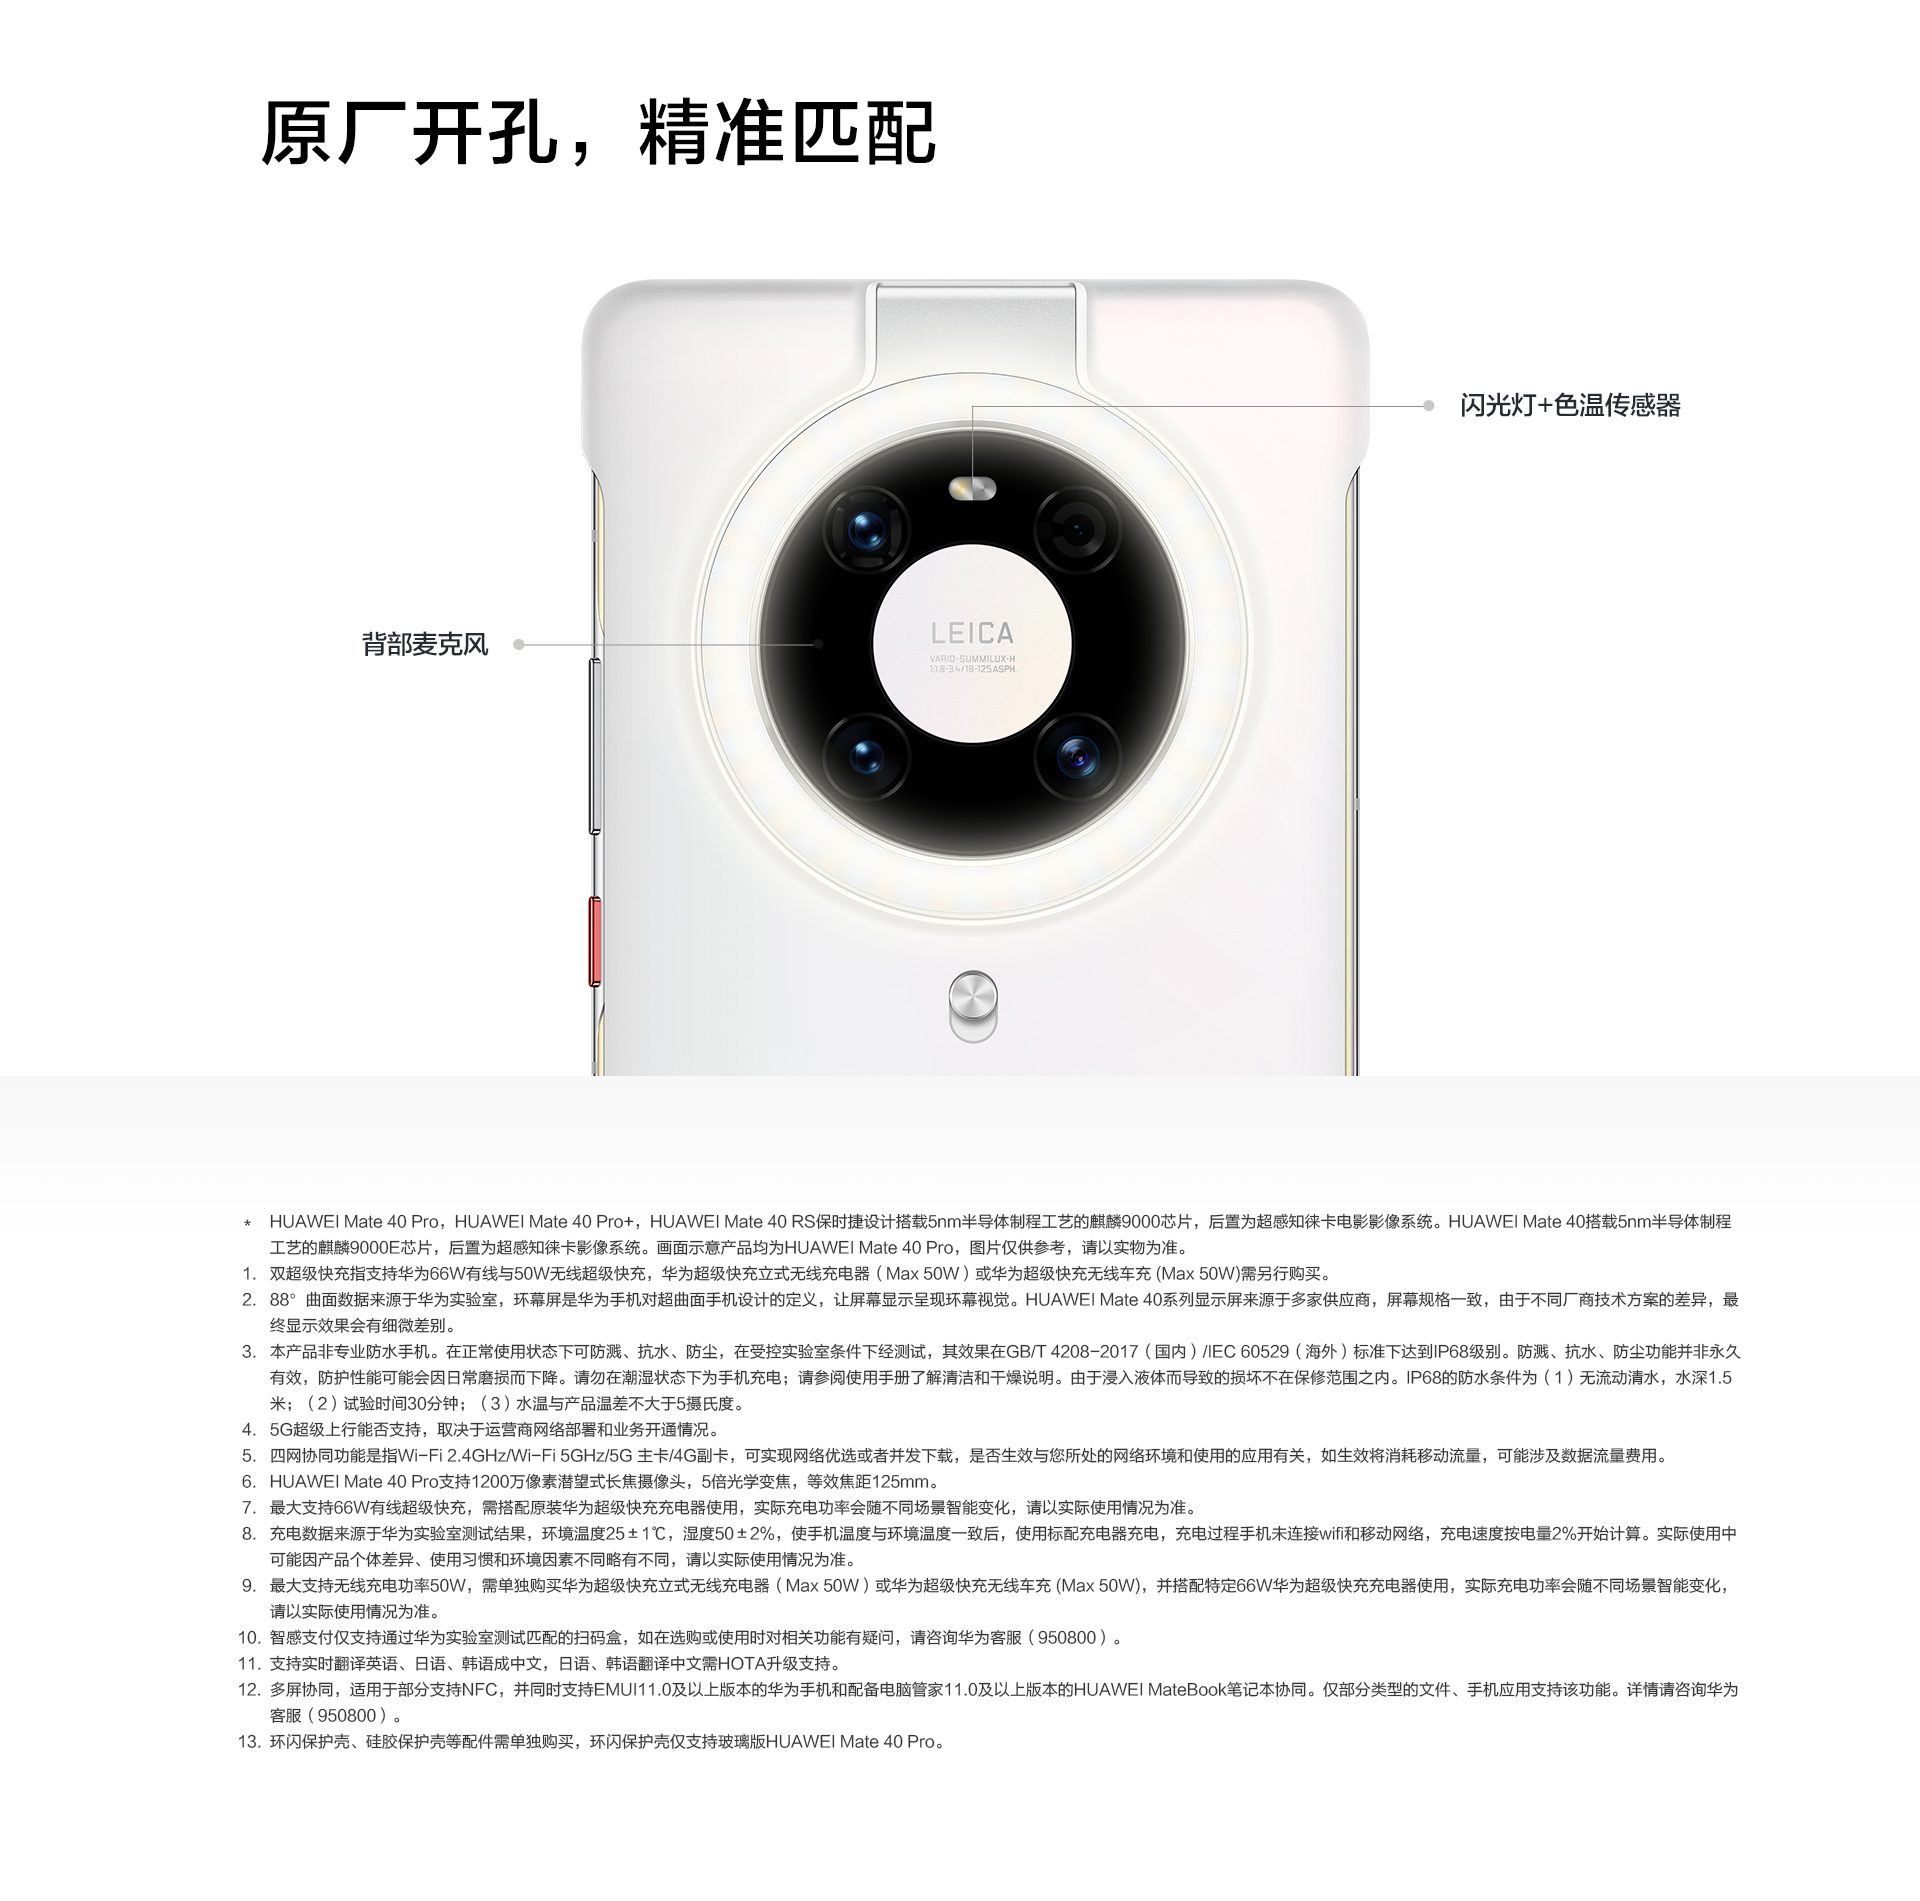 原厂开孔，精准匹配
闪光灯+色温传感器
背部麦克风
LEICA
VARIO-SUMMILUX-H
1:1.8-3.4/18-125 ASPH.
* HUAWEI Mate 40 Pro，HUAWEI Mate 40 Pro+，HUAWEI Mate 40 RS保时捷设计搭载5nm半导体制程工艺的麒麟9000芯片，后置为超感知徕卡电影影像系统。HUAWEI Mate 40搭载5nm半导体制程
工艺的麒麟9000E芯片，后置为超感知徕卡影像系统。画面示意产品均为HUAWEI Mate 40 Pro，图片仅供参考，请以实物为准。
1. 双超级快充指支持华为66W有线与50W无线超级快充，华为超级快充立式无线充电器（Max 50W）或华为超级快充无线车充 (Max 50W)需另行购买。
2. 88°曲面数据来源于华为实验室，环幕屏是华为手机对超曲面手机设计的定义，让屏幕显示呈现环幕视觉。HUAWEI Mate 40系列显示屏来源于多家供应商，屏幕规格一致，由于不同厂商技术方案的差异，最
终显示效果会有细微差别。
3. 本产品非专业防水手机。在正常使用状态下可防溅、抗水、防尘，在受控实验室条件下经测试，其效果在GB/T 4208-2017（国内）/IEC 60529（海外）标准下达到IP68级别。防溅、抗水、防尘功能并非永久
有效，防护性能可能会因日常磨损而下降。请勿在潮湿状态下为手机充电；请参阅使用手册了解清洁和干燥说明。由于浸入液体而导致的损坏不在保修范围之内。IP68的防水条件为（1）无流动清水，水深1.5
米；（2）试验时间30分钟；（3）水温与产品温差不大于5摄氏度。
4. 5G超级上行能否支持，取决于运营商网络部署和业务开通情况。
5. 四网协同功能是指Wi-Fi 2.4GHz/Wi-Fi 5GHz/5G 主卡/4G副卡，可实现网络优选或者并发下载，是否生效与您所处的网络环境和使用的应用有关，如生效将消耗移动流量，可能涉及数据流量费用。
6. HUAWEI Mate 40 Pro支持1200万像素潜望式长焦摄像头，5倍光学变焦，等效焦距125mm。
7. 最大支持66W有线超级快充，需搭配原装华为超级快充充电器使用，实际充电功率会随不同场景智能变化，请以实际使用情况为准。
8. 充电数据来源于华为实验室测试结果，环境温度25±1℃，湿度50±2%，使手机温度与环境温度一致后，使用标配充电器充电，充电过程手机未连接wifi和移动网络，充电速度按电量2%开始计算。实际使用中
可能因产品个体差异、使用习惯和环境因素不同略有不同，请以实际使用情况为准。
9. 最大支持无线充电功率50W，需单独购买华为超级快充立式无线充电器（Max 50W）或华为超级快充无线车充 (Max 50W)，并搭配特定66W华为超级快充充电器使用，实际充电功率会随不同场景智能变化，
请以实际使用情况为准。
10. 智感支付仅支持通过华为实验室测试匹配的扫码盒，如在选购或使用时对相关功能有疑问，请咨询华为客服（950800）。
11. 支持实时翻译英语、日语、韩语成中文，日语、韩语翻译中文需HOTA升级支持。
12. 多屏协同，适用于部分支持NFC，并同时支持EMUI11.0及以上版本的华为手机和配备电脑管家11.0及以上版本的HUAWEI MateBook笔记本协同。仅部分类型的文件、手机应用支持该功能。详情请咨询华为
客服（950800）。
13. 环闪保护壳、硅胶保护壳等配件需单独购买，环闪保护壳仅支持玻璃版HUAWEI Mate 40 Pro。